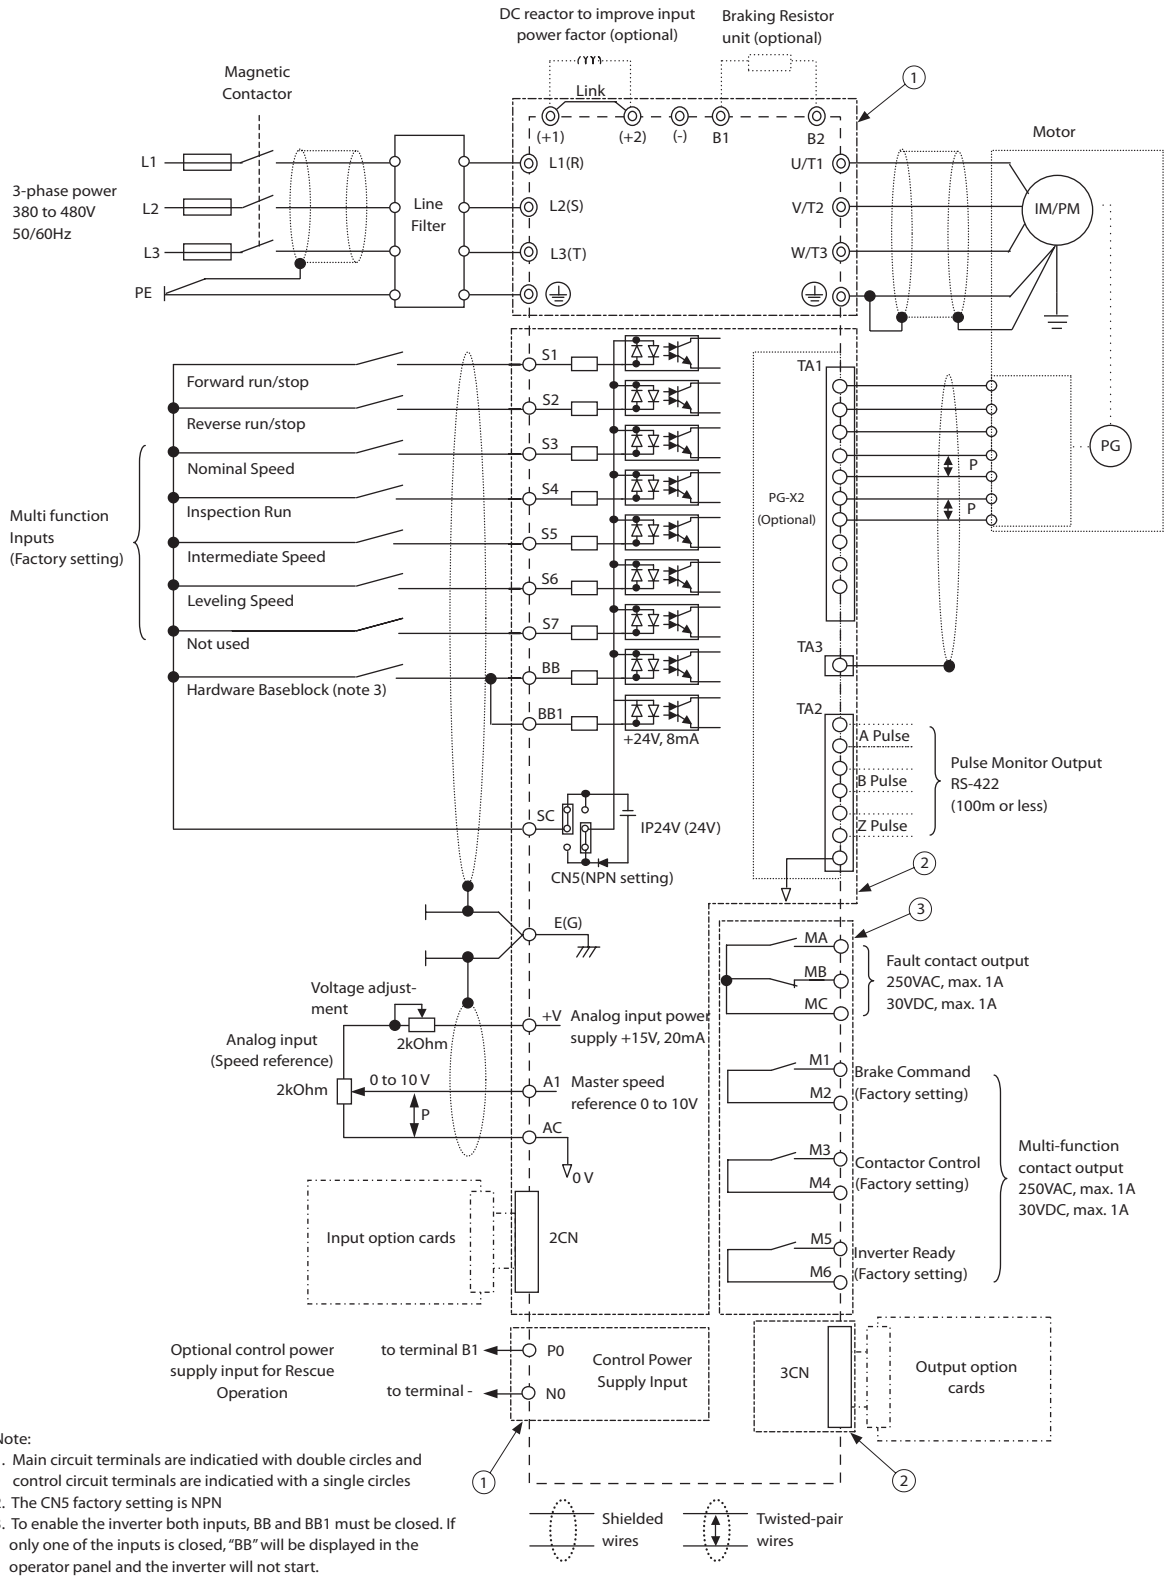 DC reactor to improve input
power factor (optional)
Braking Resistor
unit (optional)
Magnetic
Contactor
Link
1
(+1)
(+2)
(-)
B1
B2
Motor
L1
L1(R)
U/T1
3-phase power
380 to 480V
50/60Hz
L2
Line
Filter
L2(S)
V/T2
IM/PM
L3
L3(T)
W/T3
PE
S1
TA1
Forward run/stop
S2
Reverse run/stop
S3
PG
P
Nominal Speed
S4
PG-X2
(Optional)
P
Inspection Run
Multi function
Inputs
(Factory setting)
S5
Intermediate Speed
S6
Leveling Speed
S7
Not used
TA3
BB
Hardware Baseblock (note 3)
TA2
BB1
+24V, 8mA
A Pulse
B Pulse
Z Pulse
Pulse Monitor Output
RS-422
(100m or less)
SC
IP24V (24V)
CN5(NPN setting)
2
3
E(G)
MA
MB
MC
Fault contact output
250VAC, max. 1A
30VDC, max. 1A
Voltage adjust-
ment
2kOhm
+V
Analog input power
supply +15V, 20mA
Analog input
(Speed reference)
2kOhm
0 to 10 V
A1
Master speed
reference 0 to 10V
P
AC
0 V
M1
M2
Brake Command
(Factory setting)
M3
M4
Contactor Control
(Factory setting)
M5
M6
Inverter Ready
(Factory setting)
Multi-function
contact output
250VAC, max. 1A
30VDC, max. 1A
Input option cards
2CN
Optional control power
supply input for Rescue
Operation
to terminal B1
P0
to terminal -
N0
Control Power
Supply Input
3CN
Output option
cards
1
2
Note:
. Main circuit terminals are indicatied with double circles and
control circuit terminals are indicatied with a single circles
. The CN5 factory setting is NPN
. To enable the inverter both inputs, BB and BB1 must be closed. If
only one of the inputs is closed, “BB” will be displayed in the
operator panel and the inverter will not start.
Shielded
wires
Twisted-pair
wires